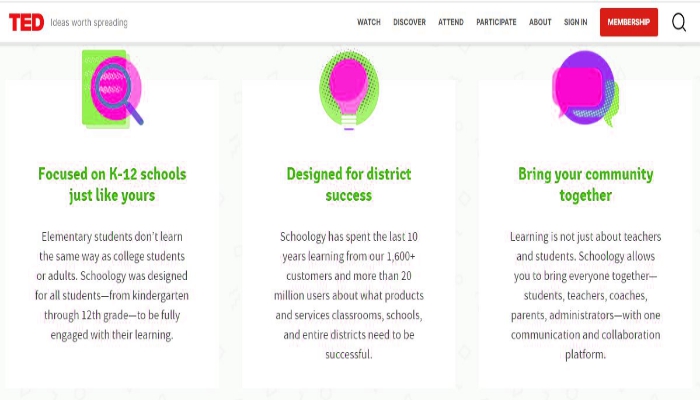 TED Ideas worth spreading WATCH DISCOVER ATTEND PARTICIPATE ABOUT SIGN IN MEMBERSHIP
Focused on K-12 schools
just like yours
Elementary students don't learn
the same way as college students
or adults. Schoology was designed
for all students—from kindergarten
through 12th grade—to be fully
engaged with their learning.
Designed for district
success
Schoology has spent the last 10
years learning from our 1,600+
customers and more than 20
million users about what products
and services classrooms, schools,
and entire districts need to be
successful.
Bring your community
together
Learning is not just about teachers
and students. Schoology allows
you to bring everyone together—
students, teachers, coaches,
parents, administrators—with one
communication and collaboration
platform.